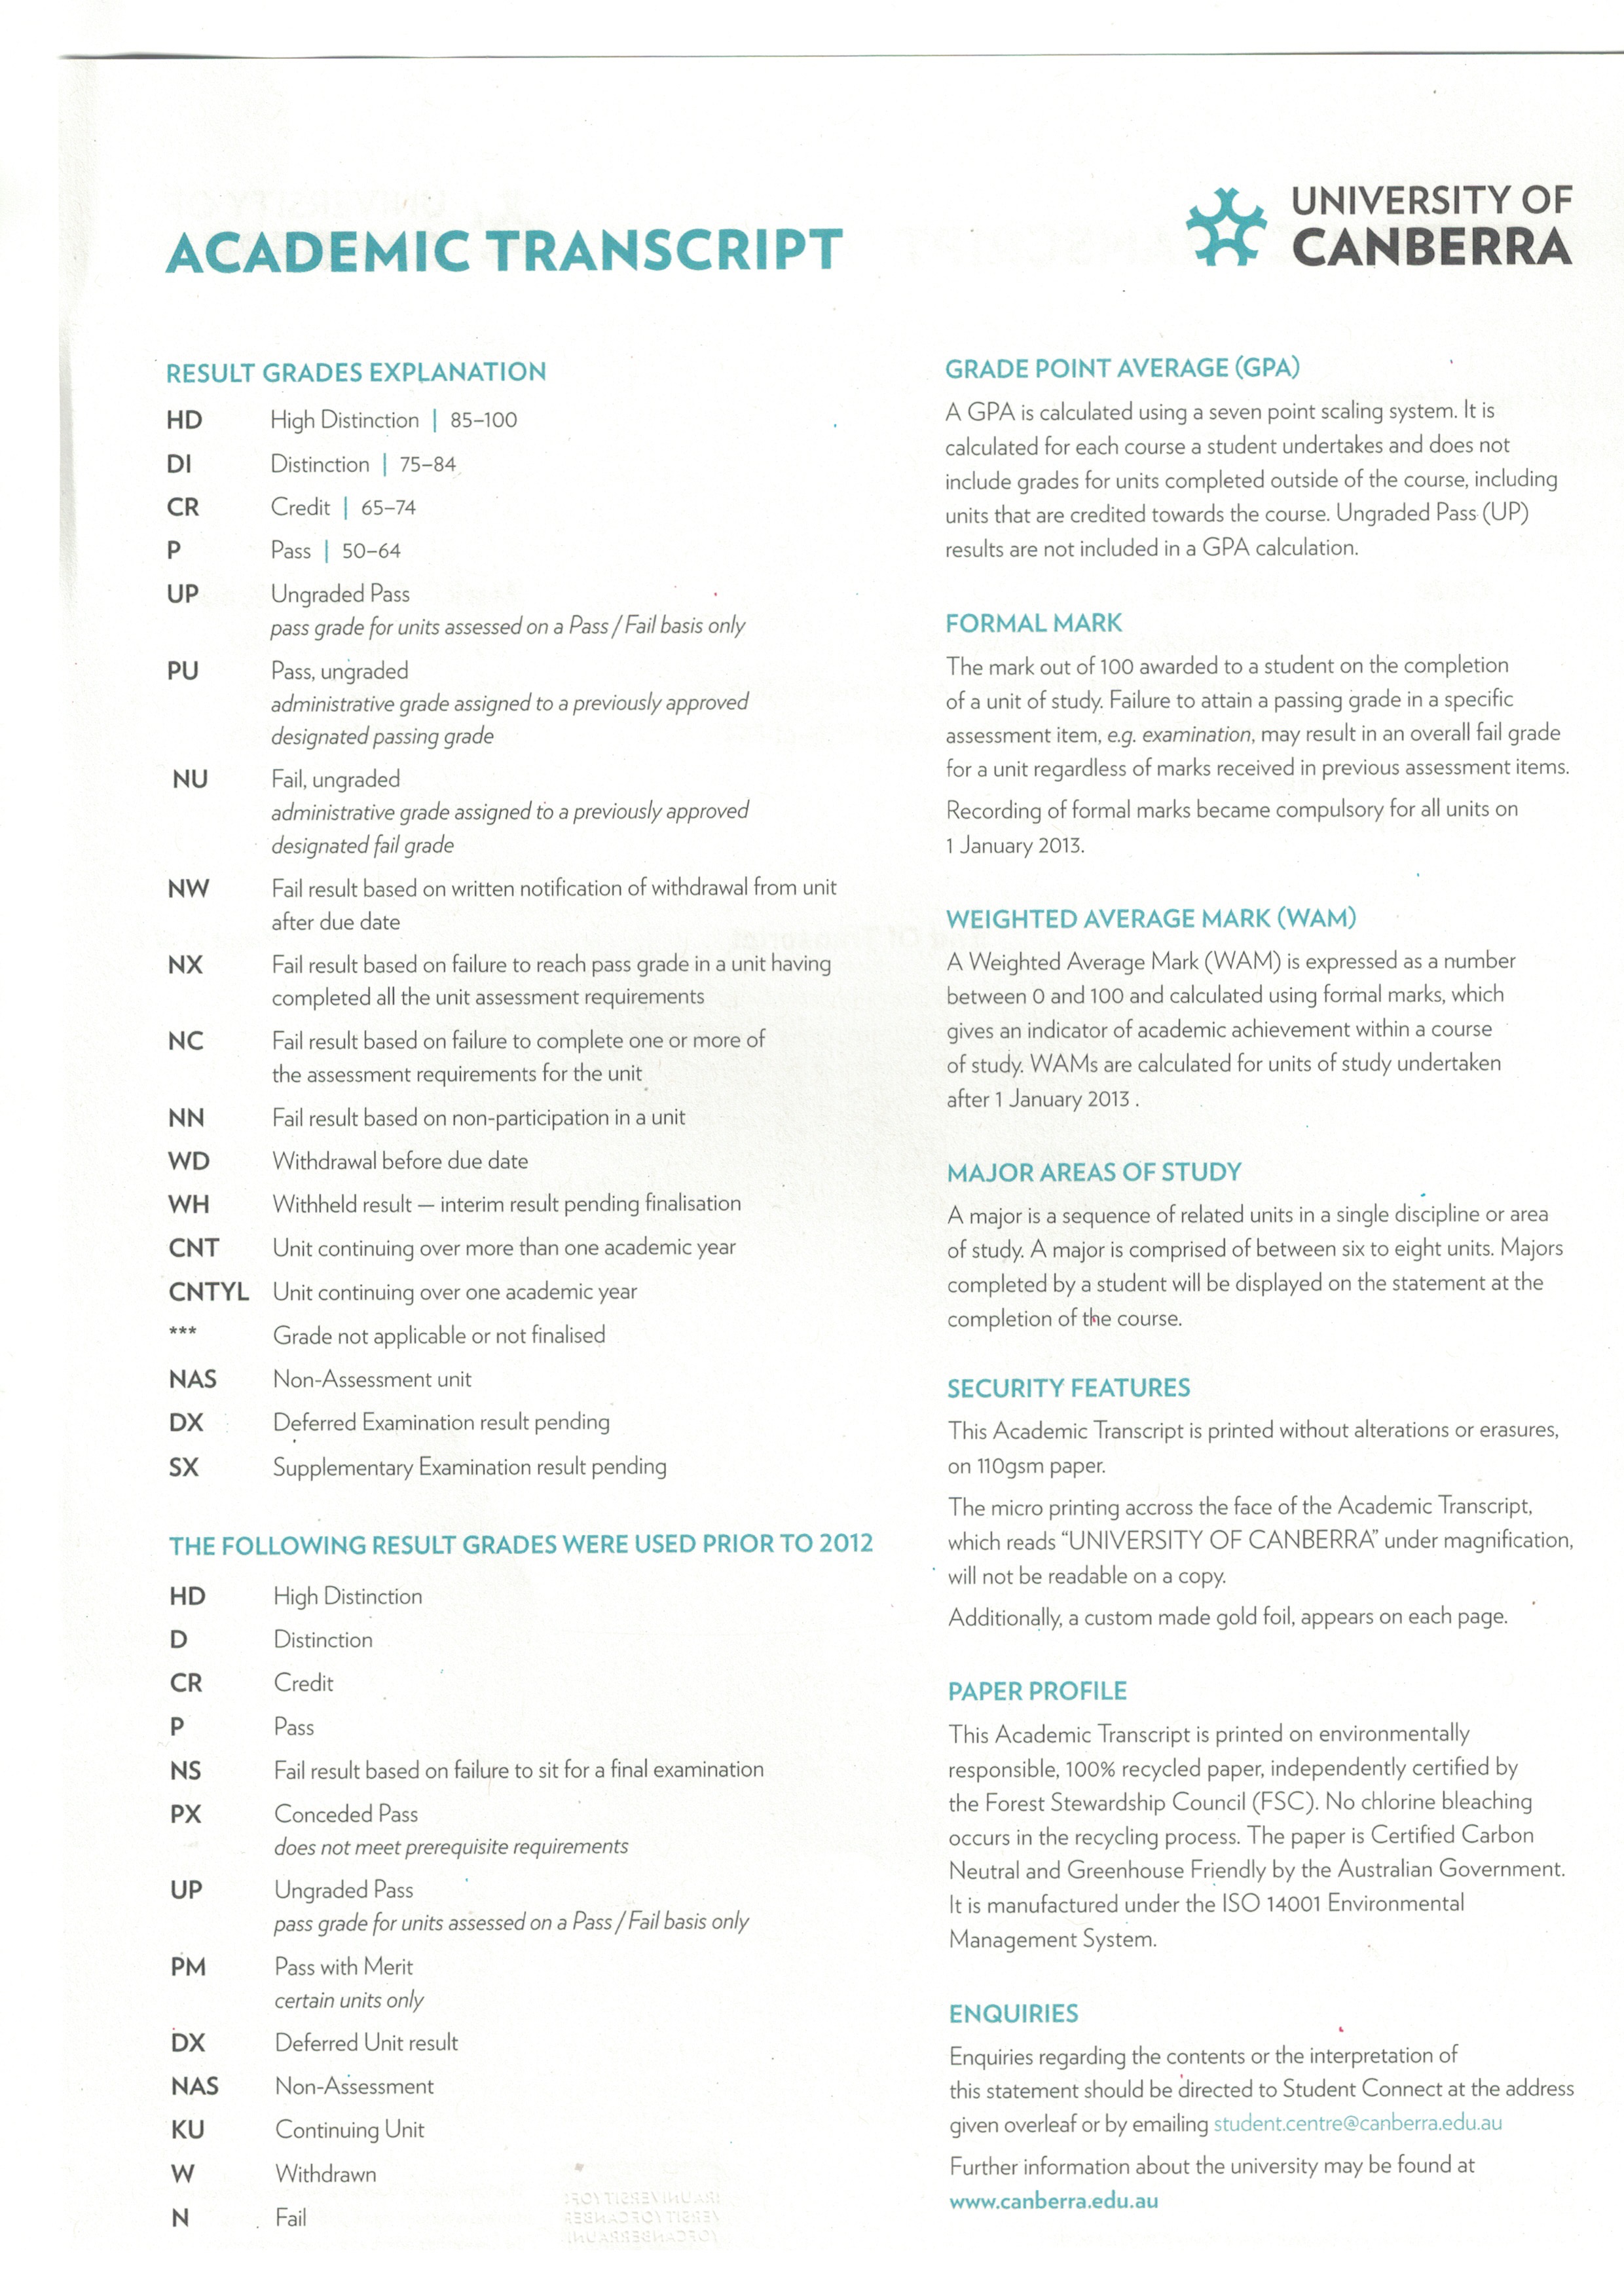 ACADEMIC TRANSCRIPT
UNIVERSITY OF
CANBERRA
RESULT GRADES EXPLANATION
HD High Distinction | 85–100
DI Distinction | 75–84
CR Credit | 65–74
P Pass | 50–64
UP Ungraded Pass
pass grade for units assessed on a Pass / Fail basis only
PU Pass, ungraded
administrative grade assigned to a previously approved
designated passing grade
NU Fail, ungraded
administrative grade assigned to a previously approved
designated fail grade
NW Fail result based on written notification of withdrawal from unit
after due date
NX Fail result based on failure to reach pass grade in a unit having
completed all the unit assessment requirements
NC Fail result based on failure to complete one or more of
the assessment requirements for the unit
NN Fail result based on non-participation in a unit
WD Withdrawal before due date
WH Withheld result — interim result pending finalisation
CNT Unit continuing over more than one academic year
CNTYL Unit continuing over one academic year
*** Grade not applicable or not finalised
NAS Non-Assessment unit
DX Deferred Examination result pending
SX Supplementary Examination result pending
THE FOLLOWING RESULT GRADES WERE USED PRIOR TO 2012
HD High Distinction
D Distinction
CR Credit
P Pass
NS Fail result based on failure to sit for a final examination
PX Conceded Pass
does not meet prerequisite requirements
UP Ungraded Pass
pass grade for units assessed on a Pass / Fail basis only
PM Pass with Merit
certain units only
DX Deferred Unit result
NAS Non-Assessment
KU Continuing Unit
W Withdrawn
N Fail
GRADE POINT AVERAGE (GPA)
A GPA is calculated using a seven point scaling system. It is
calculated for each course a student undertakes and does not
include grades for units completed outside of the course, including
units that are credited towards the course. Ungraded Pass (UP)
results are not included in a GPA calculation.
FORMAL MARK
The mark out of 100 awarded to a student on the completion
of a unit of study. Failure to attain a passing grade in a specific
assessment item, e.g. examination, may result in an overall fail grade
for a unit regardless of marks received in previous assessment items.
Recording of formal marks became compulsory for all units on
1 January 2013.
WEIGHTED AVERAGE MARK (WAM)
A Weighted Average Mark (WAM) is expressed as a number
between 0 and 100 and calculated using formal marks, which
gives an indicator of academic achievement within a course
of study. WAMs are calculated for units of study undertaken
after 1 January 2013 .
MAJOR AREAS OF STUDY
A major is a sequence of related units in a single discipline or area
of study. A major is comprised of between six to eight units. Majors
completed by a student will be displayed on the statement at the
completion of the course.
SECURITY FEATURES
This Academic Transcript is printed without alterations or erasures,
on 110gsm paper.
The micro printing accross the face of the Academic Transcript,
which reads “UNIVERSITY OF CANBERRA” under magnification,
will not be readable on a copy.
Additionally, a custom made gold foil, appears on each page.
PAPER PROFILE
This Academic Transcript is printed on environmentally
responsible, 100% recycled paper, independently certified by
the Forest Stewardship Council (FSC). No chlorine bleaching
occurs in the recycling process. The paper is Certified Carbon
Neutral and Greenhouse Friendly by the Australian Government.
It is manufactured under the ISO 14001 Environmental
Management System.
ENQUIRIES
Enquiries regarding the contents or the interpretation of
this statement should be directed to Student Connect at the address
given overleaf or by emailing student.centre@canberra.edu.au
Further information about the university may be found at
www.canberra.edu.au